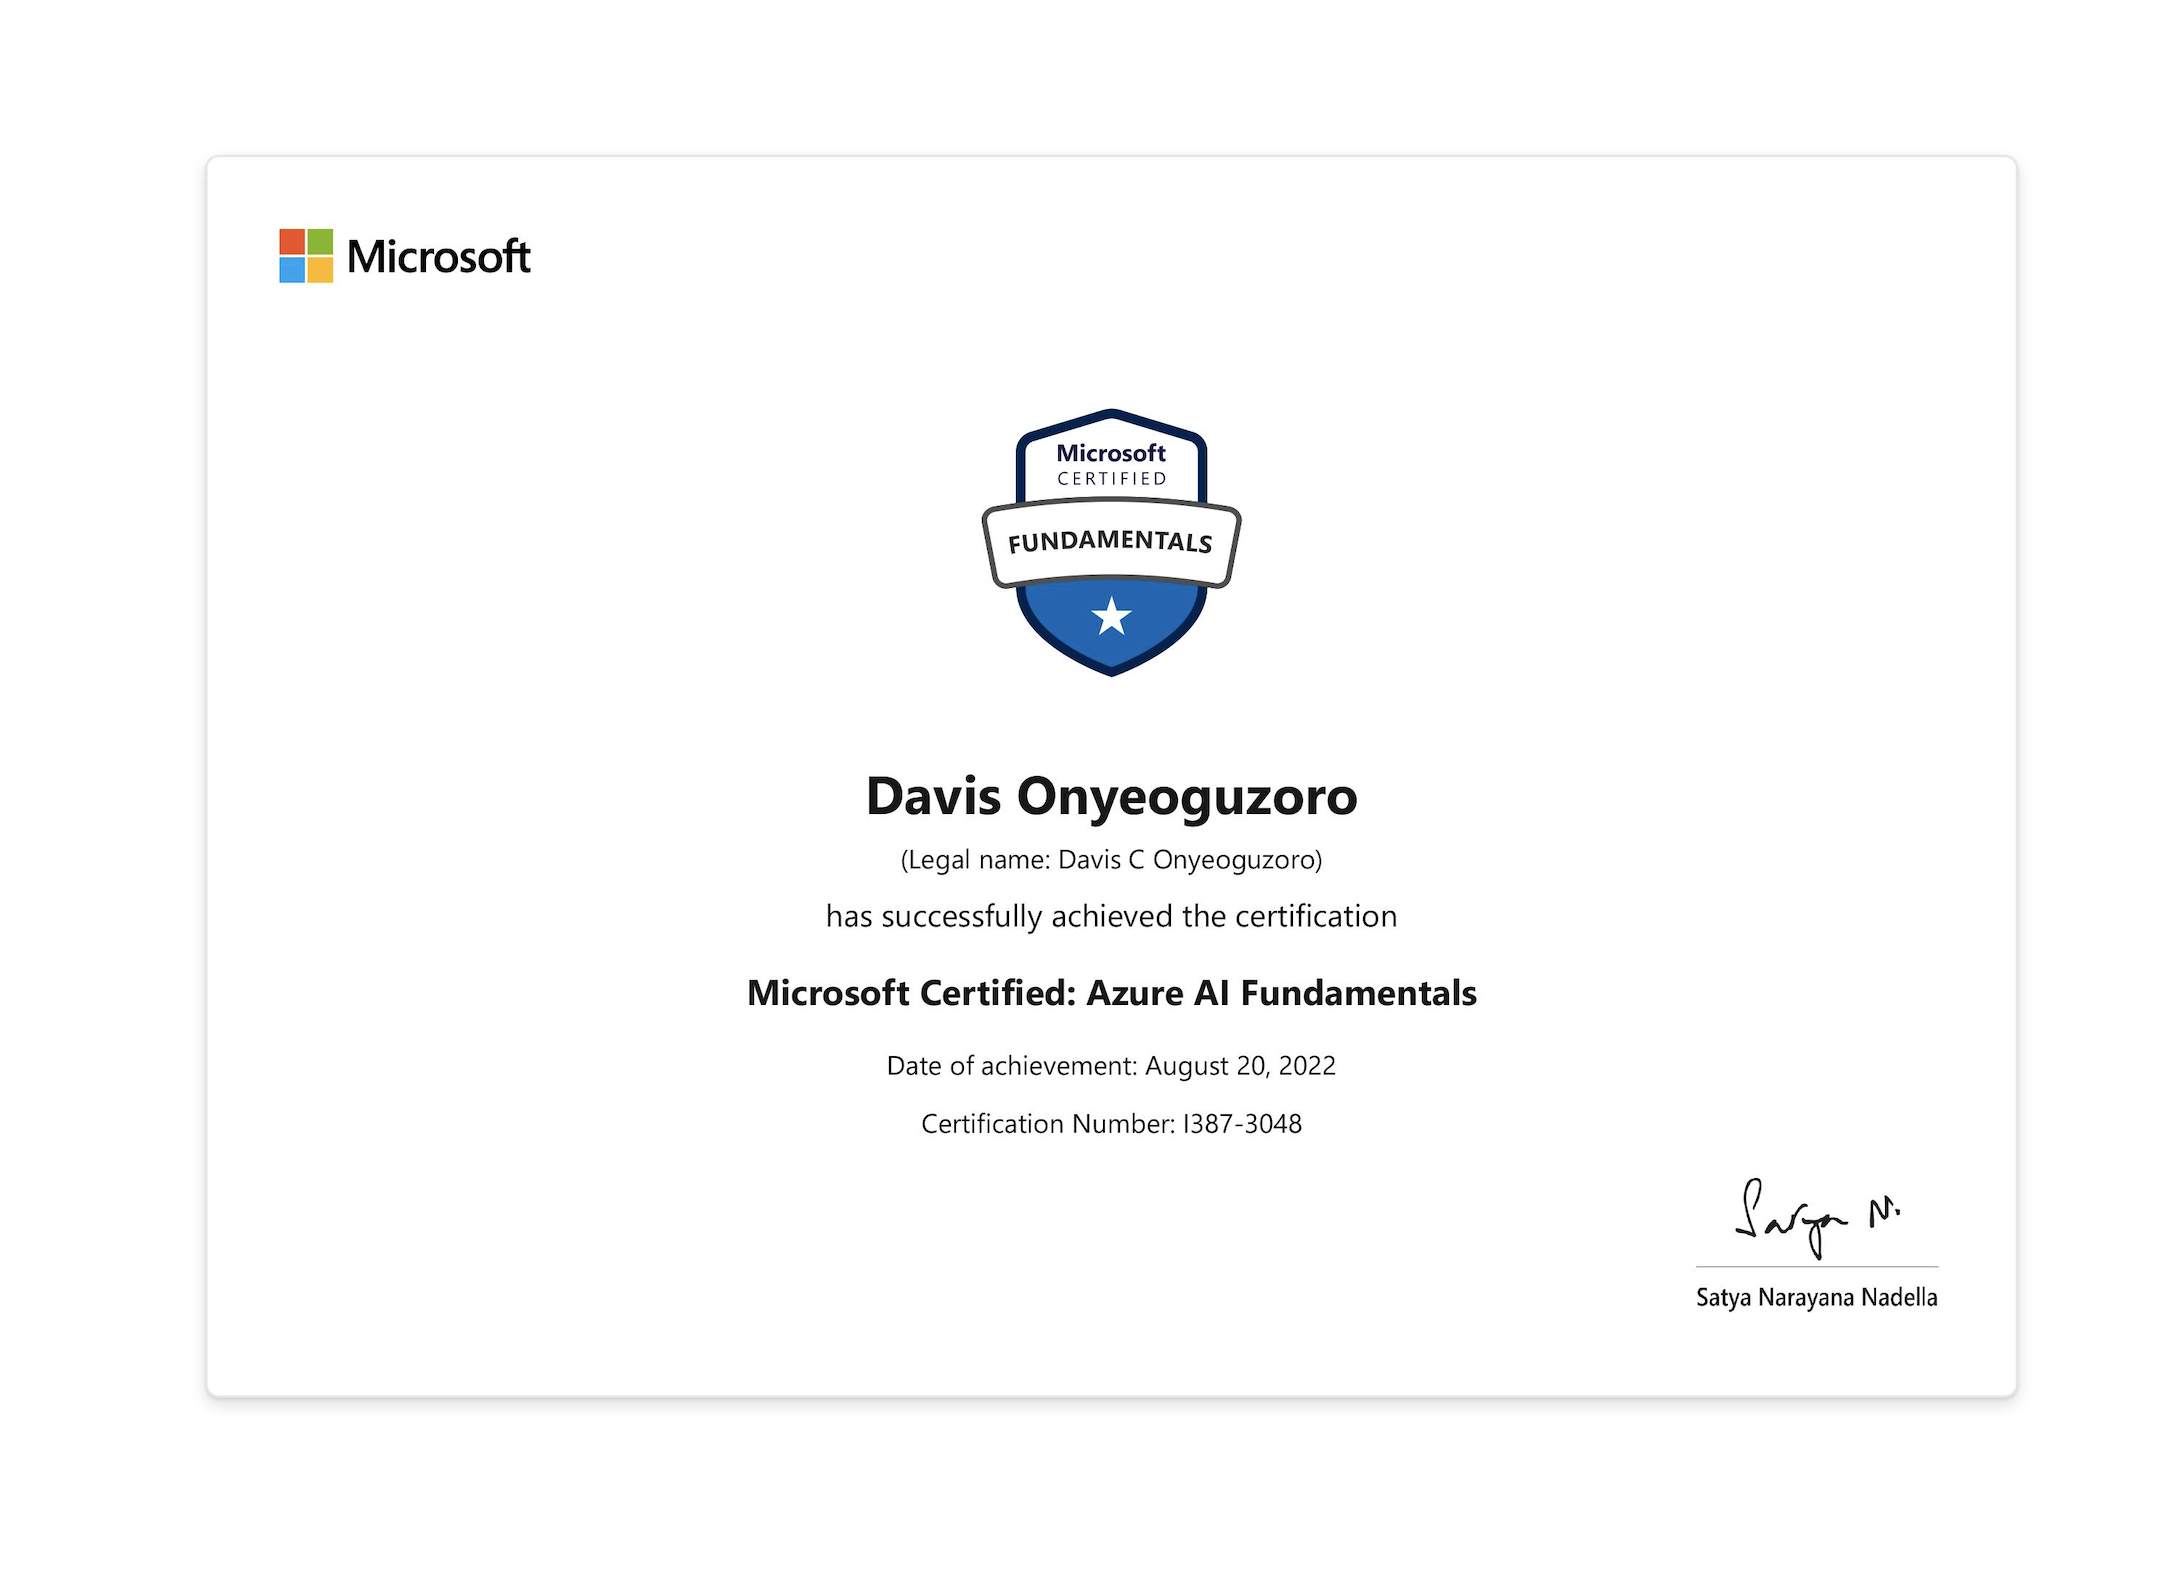 Microsoft
Microsoft
CERTIFIED
FUNDAMENTALS
Davis Onyeoguzoro
(Legal name: Davis C Onyeoguzoro)
has successfully achieved the certification
Microsoft Certified: Azure AI Fundamentals
Date of achievement: August 20, 2022
Certification Number: I387-3048
Satya N.
Satya Narayana Nadella